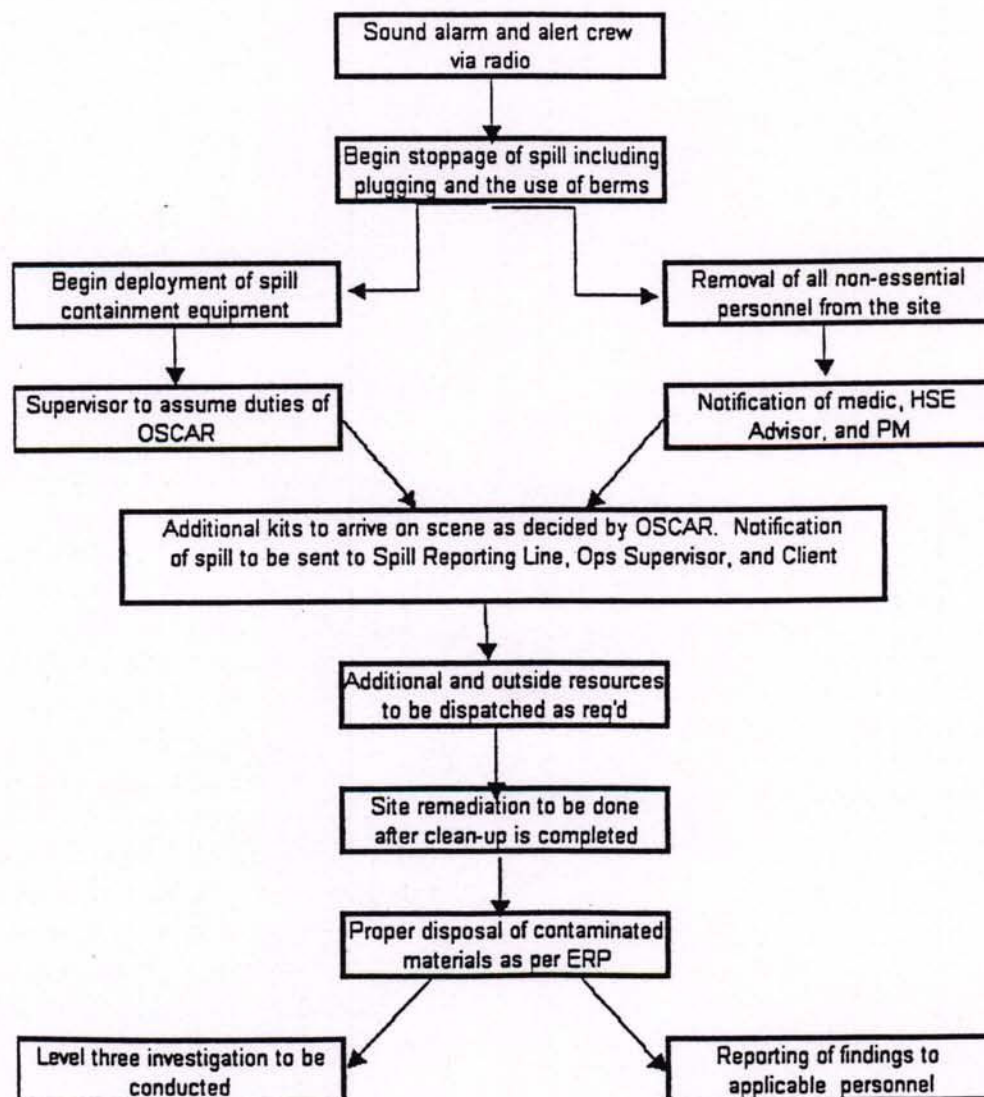 Sound alarm and alert crew
via radio
Begin stoppage of spill including
plugging and the use of berms
Begin deployment of spill
containment equipment
Removal of all non-essential
personnel from the site
Supervisor to assume duties of
OSCAR
Notification of medic, HSE
Advisor, and PM
Additional kits to arrive on scene as decided by OSCAR. Notification
of spill to be sent to Spill Reporting Line, Ops Supervisor, and Client
Additional and outside resources
to be dispatched as req'd
Site remediation to be done
after clean-up is completed
Proper disposal of contaminated
materials as per ERP
Level three investigation to be
conducted
Reporting of findings to
applicable personnel